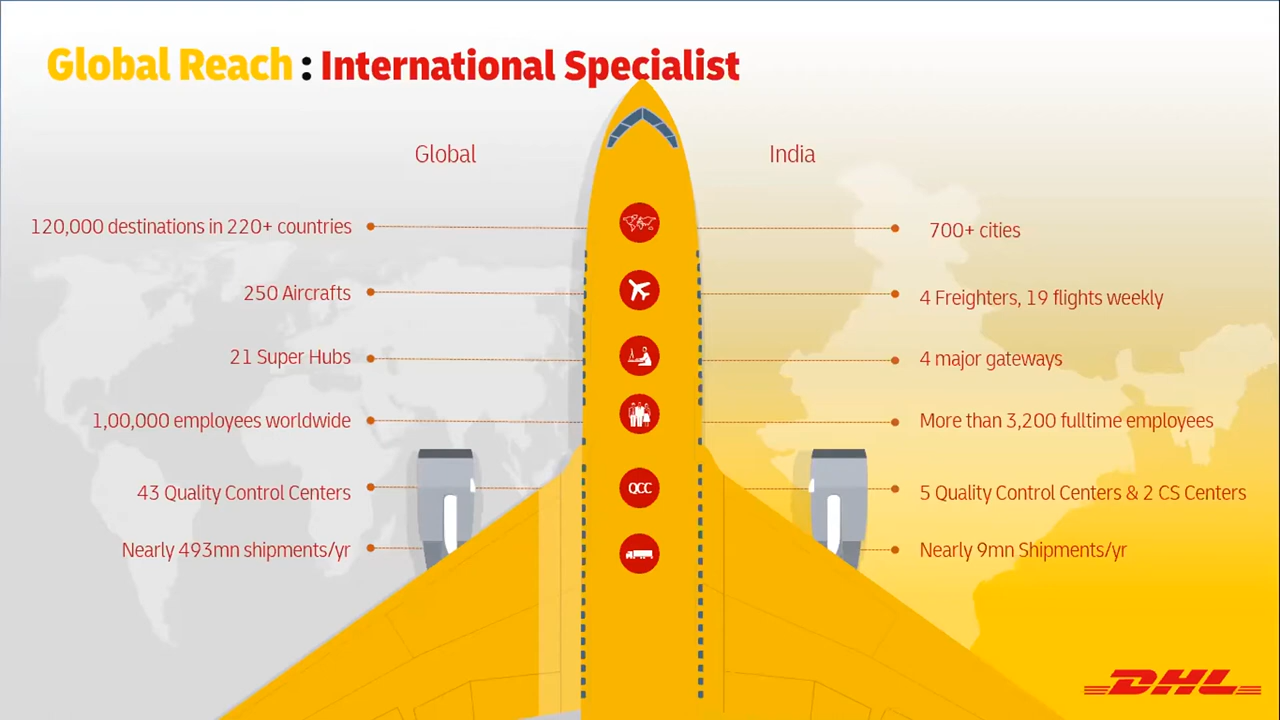 Global Reach : International Specialist
Global
India
120,000 destinations in 220+ countries
700+ cities
250 Aircrafts
4 Freighters, 19 flights weekly
21 Super Hubs
4 major gateways
1,00,000 employees worldwide
More than 3,200 fulltime employees
43 Quality Control Centers
QCC
5 Quality Control Centers & 2 CS Centers
Nearly 493mn shipments/yr
Nearly 9mn Shipments/yr
DHL